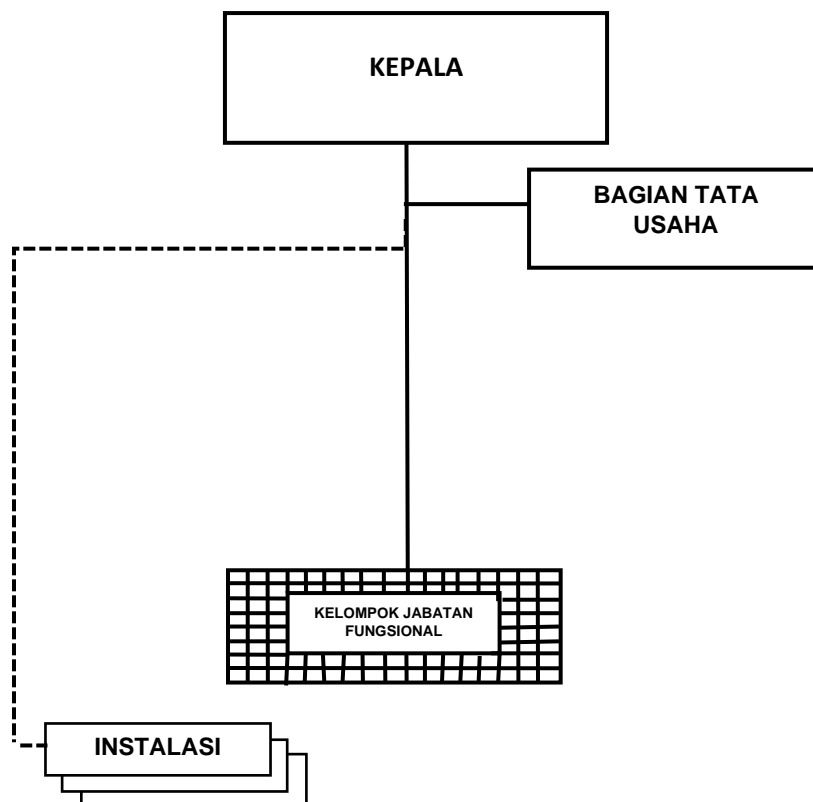 KEPALA
BAGIAN TATA
USAHA
KELOMPOK JABATAN
FUNGSIONAL
INSTALASI